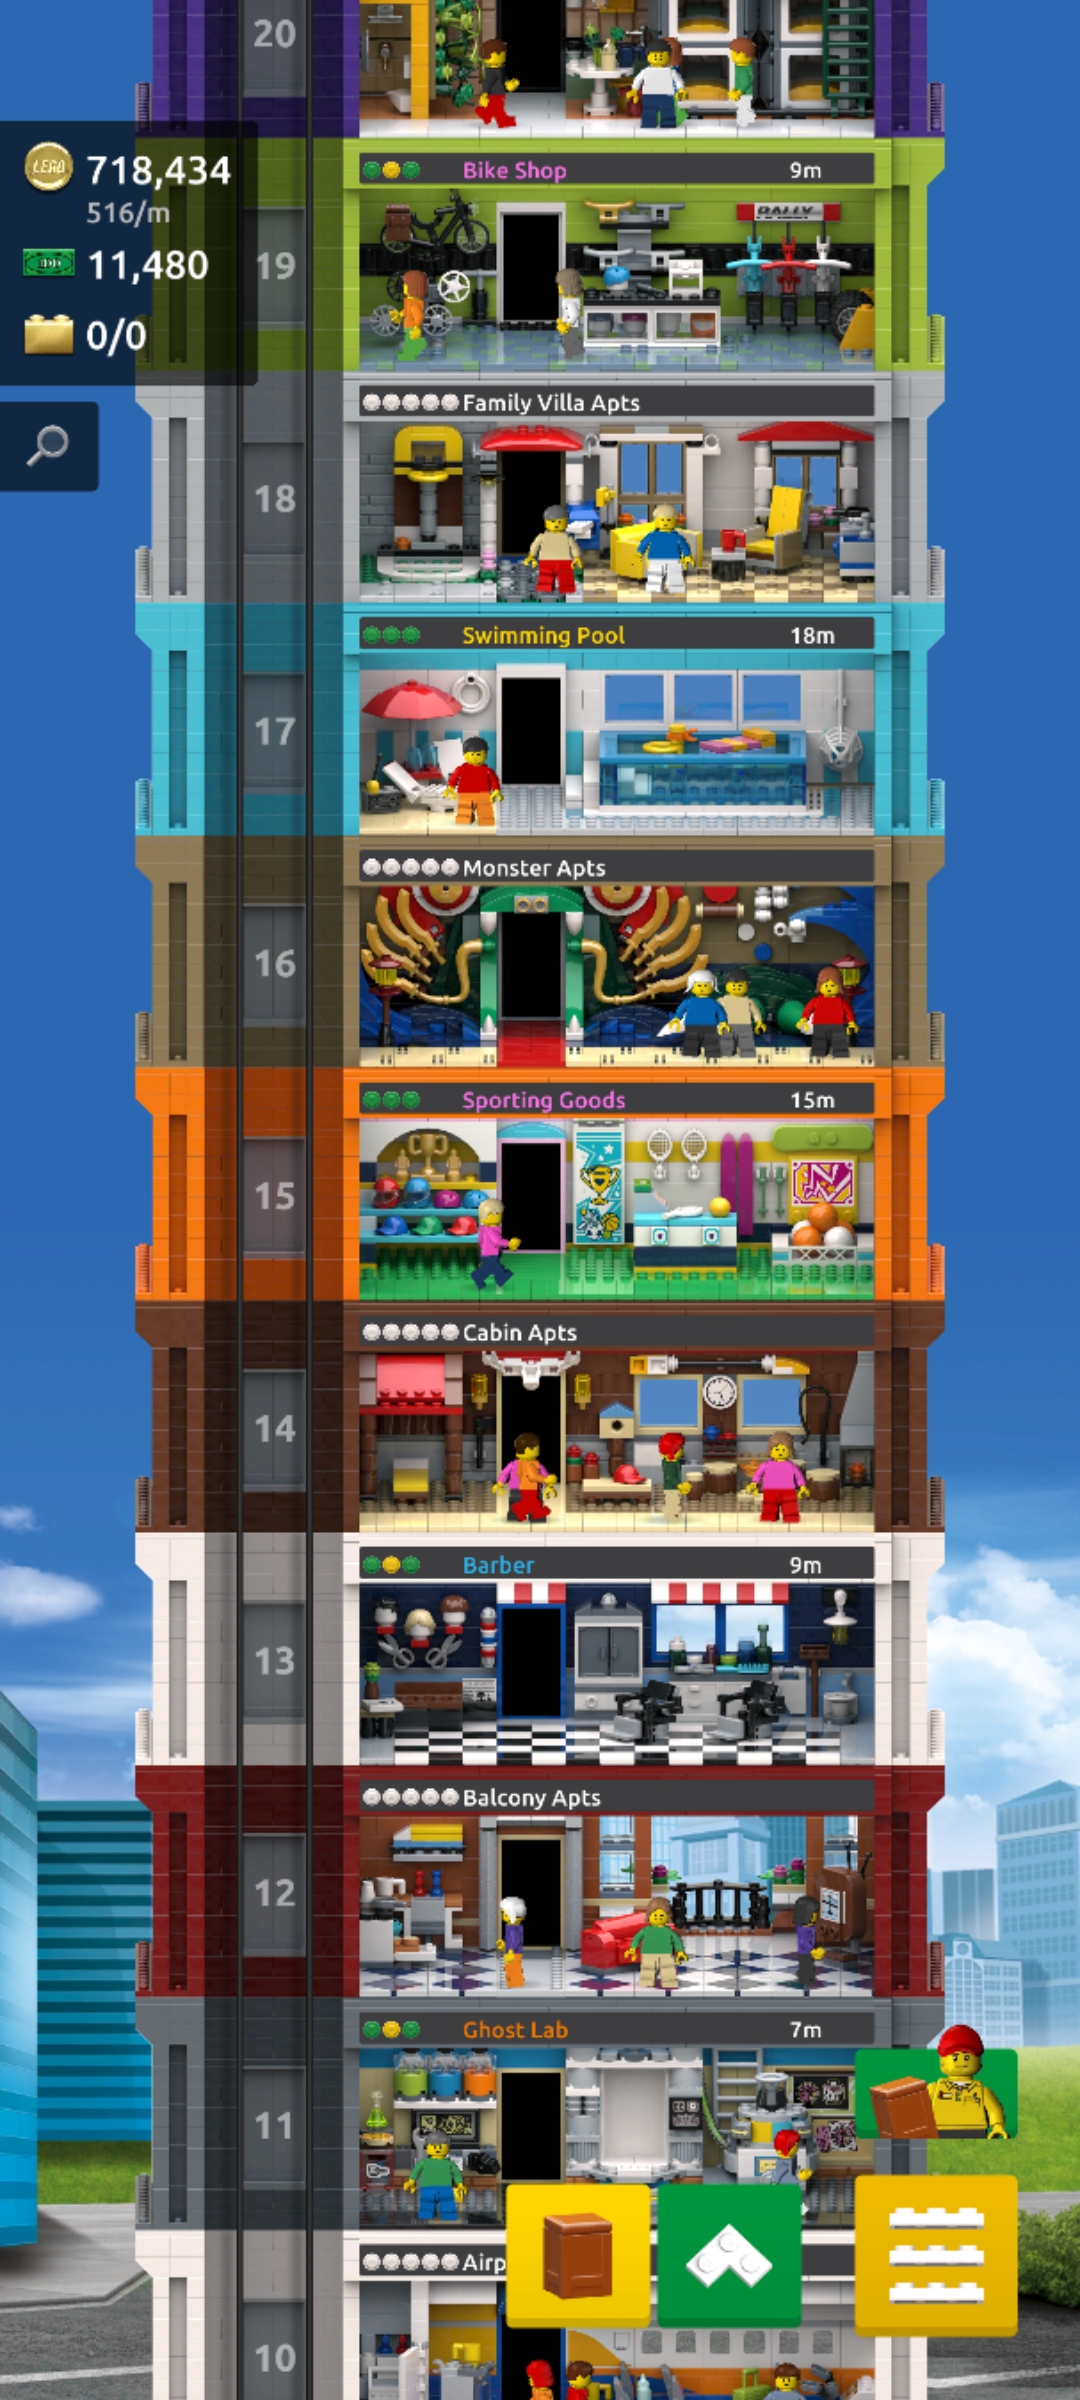 20
LEGO 718,434
516/m
11,480
0/0
Bike Shop 9m
RALLY
19
Family Villa Apts
18
Swimming Pool 18m
17
Monster Apts
16
Sporting Goods 15m
15
Cabin Apts
14
Barber 9m
13
Balcony Apts
12
Ghost Lab 7m
11
Airp
10